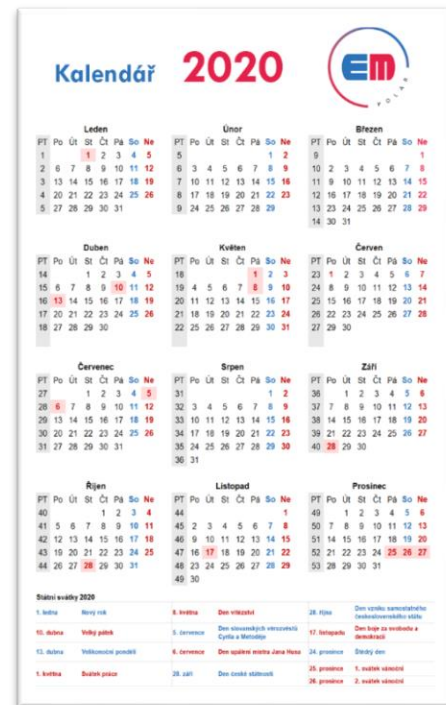 Kalendář 2020
EM
POLAR
Leden
PT Po Út St Čt Pá So Ne
1 1 2 3 4 5
2 6 7 8 9 10 11 12
3 13 14 15 16 17 18 19
4 20 21 22 23 24 25 26
5 27 28 29 30 31
Únor
PT Po Út St Čt Pá So Ne
5 1 2
6 3 4 5 6 7 8 9
7 10 11 12 13 14 15 16
8 17 18 19 20 21 22 23
9 24 25 26 27 28 29
Březen
PT Po Út St Čt Pá So Ne
9 1
10 2 3 4 5 6 7 8
11 9 10 11 12 13 14 15
12 16 17 18 19 20 21 22
13 23 24 25 26 27 28 29
14 30 31
Duben
PT Po Út St Čt Pá So Ne
14 1 2 3 4 5
15 6 7 8 9 10 11 12
16 13 14 15 16 17 18 19
17 20 21 22 23 24 25 26
18 27 28 29 30
Květen
PT Po Út St Čt Pá So Ne
18 1 2 3
19 4 5 6 7 8 9 10
20 11 12 13 14 15 16 17
21 18 19 20 21 22 23 24
22 25 26 27 28 29 30 31
Červen
PT Po Út St Čt Pá So Ne
23 1 2 3 4 5 6 7
24 8 9 10 11 12 13 14
25 15 16 17 18 19 20 21
26 22 23 24 25 26 27 28
27 29 30
Červenec
PT Po Út St Čt Pá So Ne
27 1 2 3 4 5
28 6 7 8 9 10 11 12
29 13 14 15 16 17 18 19
30 20 21 22 23 24 25 26
31 27 28 29 30 31
Srpen
PT Po Út St Čt Pá So Ne
31 1 2
32 3 4 5 6 7 8 9
33 10 11 12 13 14 15 16
34 17 18 19 20 21 22 23
35 24 25 26 27 28 29 30
36 31
Září
PT Po Út St Čt Pá So Ne
36 1 2 3 4 5 6
37 7 8 9 10 11 12 13
38 14 15 16 17 18 19 20
39 21 22 23 24 25 26 27
40 28 29 30
Říjen
PT Po Út St Čt Pá So Ne
40 1 2 3 4
41 5 6 7 8 9 10 11
42 12 13 14 15 16 17 18
43 19 20 21 22 23 24 25
44 26 27 28 29 30 31
Listopad
PT Po Út St Čt Pá So Ne
44 1
45 2 3 4 5 6 7 8
46 9 10 11 12 13 14 15
47 16 17 18 19 20 21 22
48 23 24 25 26 27 28 29
49 30
Prosinec
PT Po Út St Čt Pá So Ne
49 1 2 3 4 5 6
50 7 8 9 10 11 12 13
51 14 15 16 17 18 19 20
52 21 22 23 24 25 26 27
53 28 29 30 31
Státní svátky 2020
1. ledna Nový rok
10. dubna Velký pátek
13. dubna Velikonoční pondělí
1. května Svátek práce
8. května Den vítězství
5. července Den slovanských věrozvěstů
Cyrila a Metoděje
6. července Den upálení mistra Jana Husa
28. září Den české státnosti
28. října Den vzniku samostatného
československého státu
17. listopadu Den boje za svobodu a
demokracii
24. prosince Štědrý den
25. prosince 1. svátek vánoční
26. prosince 2. svátek vánoční